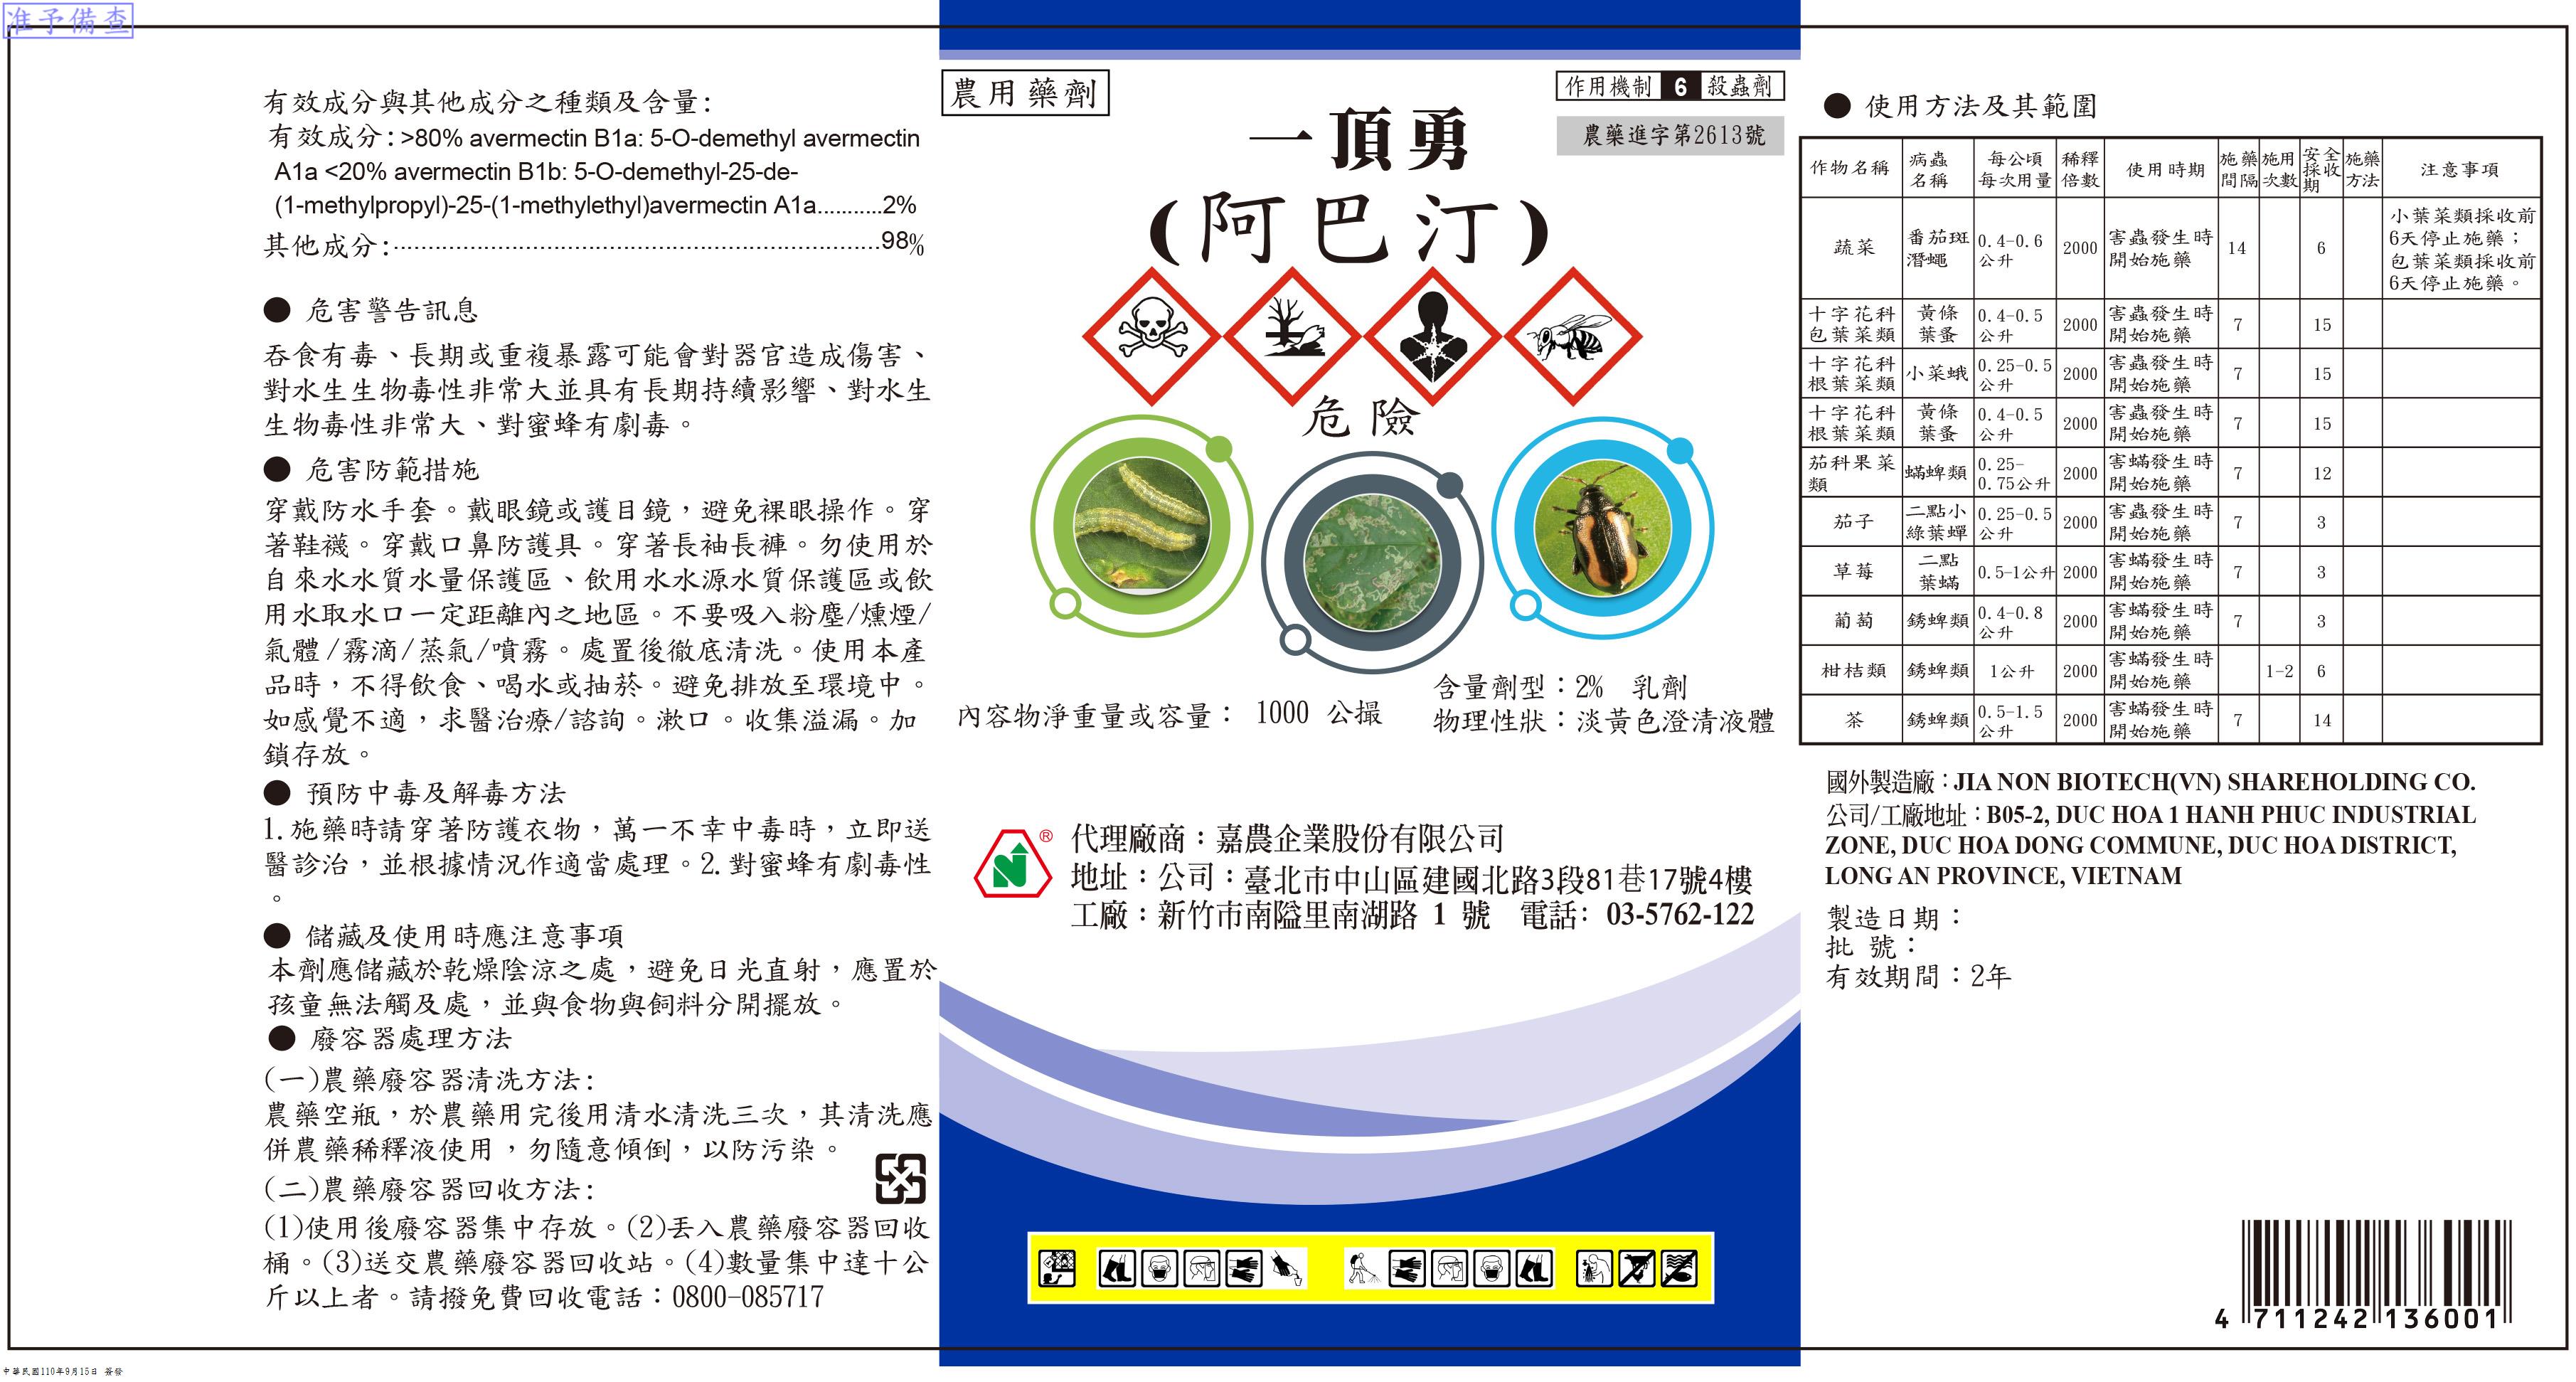 准予備查
有效成分與其他成分之種類及含量:
有效成分:>80% avermectin B1a: 5-O-demethyl avermectin
A1a <20% avermectin B1b: 5-O-demethyl-25-de-
(1-methylpropyl)-25-(1-methylethyl)avermectin A1a...........2%
其他成分:......................................................................98%
● 危害警告訊息
吞食有毒、長期或重複暴露可能會對器官造成傷害、
對水生生物毒性非常大並具有長期持續影響、對水生
生物毒性非常大、對蜜蜂有劇毒。
● 危害防範措施
穿戴防水手套。戴眼鏡或護目鏡，避免裸眼操作。穿
著鞋襪。穿戴口鼻防護具。穿著長袖長褲。勿使用於
自來水水質水量保護區、飲用水水源水質保護區或飲
用水取水口一定距離內之地區。不要吸入粉塵/燻煙/
氣體/霧滴/蒸氣/噴霧。處置後徹底清洗。使用本產
品時，不得飲食、喝水或抽菸。避免排放至環境中。
如感覺不適，求醫治療/諮詢。漱口。收集溢漏。加
鎖存放。
● 預防中毒及解毒方法
1.施藥時請穿著防護衣物，萬一不幸中毒時，立即送
醫診治，並根據情況作適當處理。2.對蜜蜂有劇毒性
。
● 儲藏及使用時應注意事項
本劑應儲藏於乾燥陰涼之處，避免日光直射，應置於
孩童無法觸及處，並與食物與飼料分開擺放。
● 廢容器處理方法
(一)農藥廢容器清洗方法:
農藥空瓶，於農藥用完後用清水清洗三次，其清洗應
併農藥稀釋液使用，勿隨意傾倒，以防污染。
(二)農藥廢容器回收方法:
(1)使用後廢容器集中存放。(2)丟入農藥廢容器回收
桶。(3)送交農藥廢容器回收站。(4)數量集中達十公
斤以上者。請撥免費回收電話：0800-085717
農用藥劑
作用機制 6 殺蟲劑
農藥進字第2613號
一頂勇
(阿巴汀)
危險
內容物淨重量或容量： 1000 公撮
含量劑型：2% 乳劑
物理性狀：淡黃色澄清液體
®
代理廠商：嘉農企業股份有限公司
地址：公司：臺北市中山區建國北路3段81巷17號4樓
工廠：新竹市南隘里南湖路 1 號 電話: 03-5762-122
● 使用方法及其範圍
作物名稱 病蟲名稱 每公頃每次用量 稀釋倍數 使用時期 施藥間隔 施用次數 安全採收期 施藥方法 注意事項
蔬菜 番茄斑潛蠅 0.4-0.6公升 2000 害蟲發生時開始施藥 14 6 小葉菜類採收前6天停止施藥；包葉菜類採收前6天停止施藥。
十字花科包葉菜類 黃條葉蚤 0.4-0.5公升 2000 害蟲發生時開始施藥 7 15
十字花科根葉菜類 小菜蛾 0.25-0.5公升 2000 害蟲發生時開始施藥 7 15
十字花科根葉菜類 黃條葉蚤 0.4-0.5公升 2000 害蟲發生時開始施藥 7 15
茄科果菜類 蟎蜱類 0.25-0.75公升 2000 害蟎發生時開始施藥 7 12
茄子 二點小綠葉蟬 0.25-0.5公升 2000 害蟲發生時開始施藥 7 3
草莓 二點葉蟎 0.5-1公升 2000 害蟎發生時開始施藥 7 3
葡萄 銹蜱類 0.4-0.8公升 2000 害蟎發生時開始施藥 7 3
柑桔類 銹蜱類 1公升 2000 害蟎發生時開始施藥 1-2 6
茶 銹蜱類 0.5-1.5公升 2000 害蟎發生時開始施藥 7 14
國外製造廠：JIA NON BIOTECH(VN) SHAREHOLDING CO.
公司/工廠地址：B05-2, DUC HOA 1 HANH PHUC INDUSTRIAL
ZONE, DUC HOA DONG COMMUNE, DUC HOA DISTRICT,
LONG AN PROVINCE, VIETNAM
製造日期：
批 號：
有效期間：2年
4 711242 136001
中華民國110年9月15日 簽發